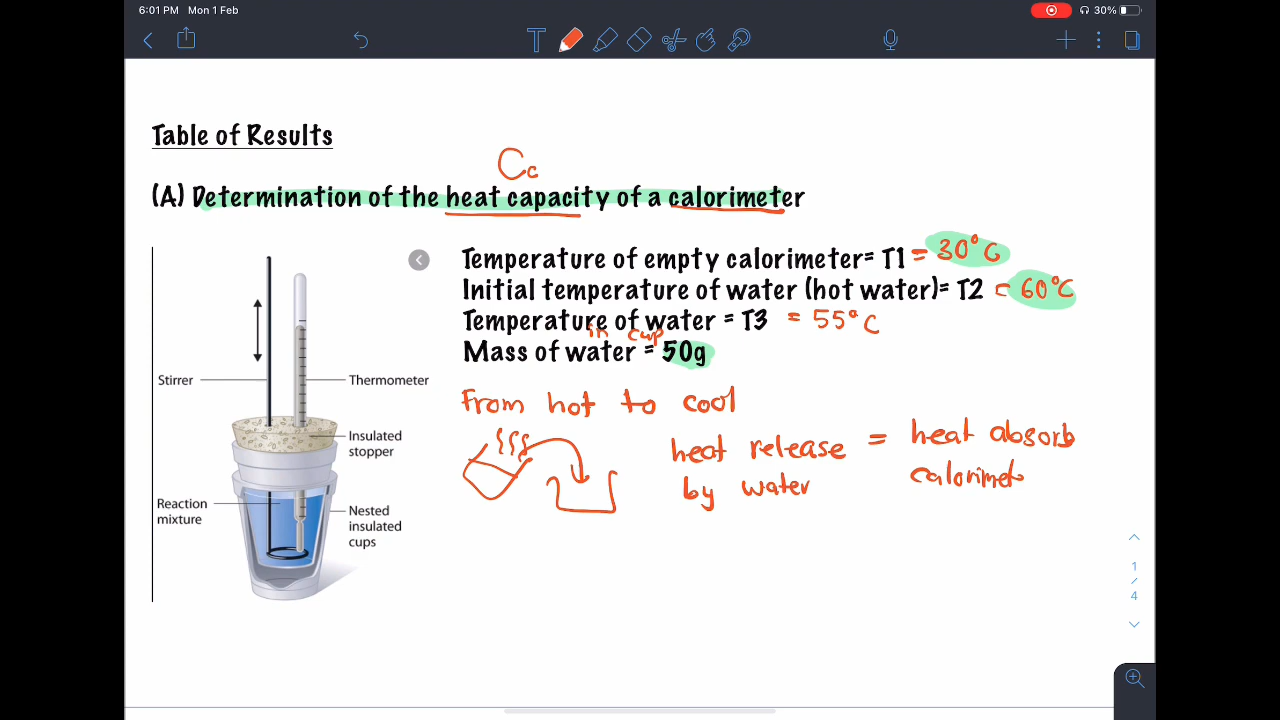 6:01 PM Mon 1 Feb
30%
T
Table of Results
Cc
(A) Determination of the heat capacity of a calorimeter
Temperature of empty calorimeter= T1 = 30°C
Initial temperature of water (hot water)= T2 = 60°C
Temperature of water = T3 = 55°C
in cup
Mass of water = 50g
Stirrer
Thermometer
Insulated
stopper
Reaction
mixture
Nested
insulated
cups
From hot to cool
heat release = heat absorb
by water calorimet
1
/
4